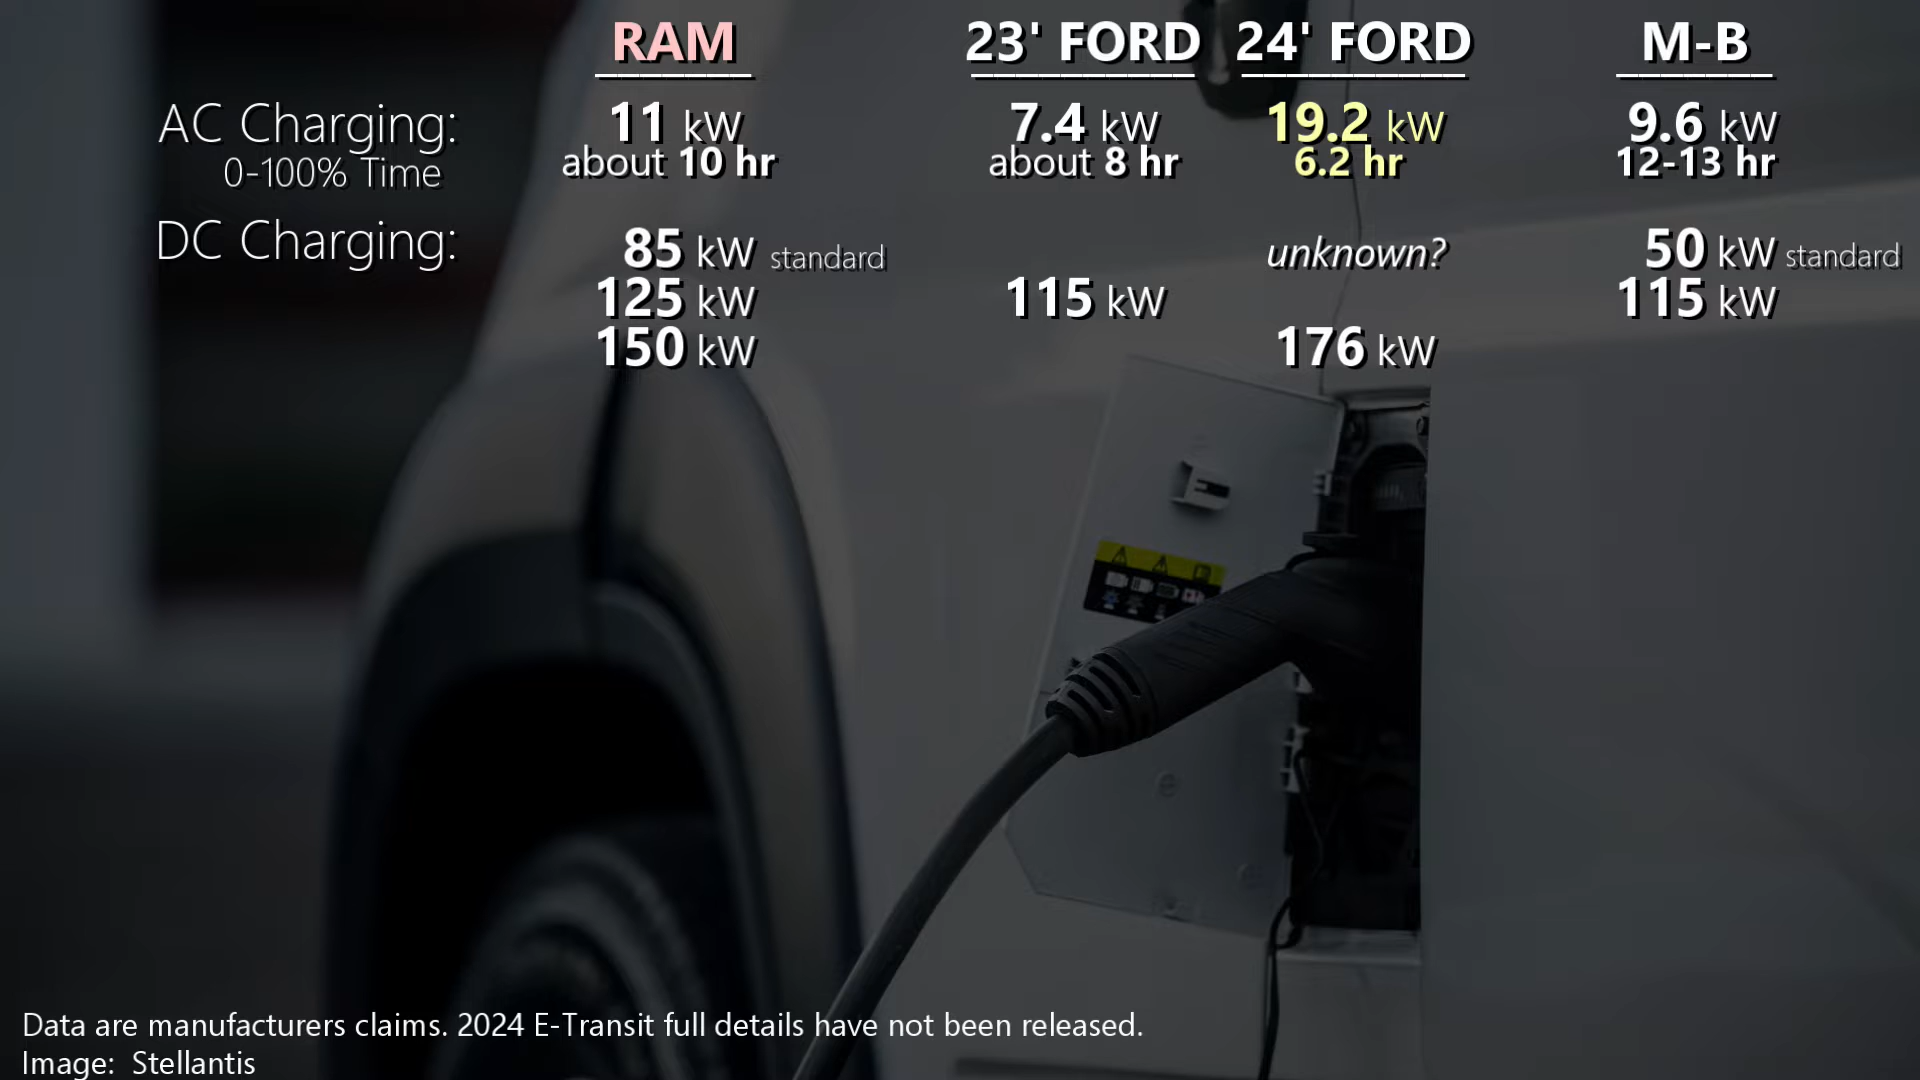 RAM 23' FORD 24' FORD M-B
AC Charging: 11 kW 7.4 kW 19.2 kW 9.6 kW
0-100% Time about 10 hr about 8 hr 6.2 hr 12-13 hr
DC Charging: 85 kW standard unknown? 50 kW standard
125 kW 115 kW 115 kW
150 kW 176 kW
Data are manufacturers claims. 2024 E-Transit full details have not been released.
Image: Stellantis